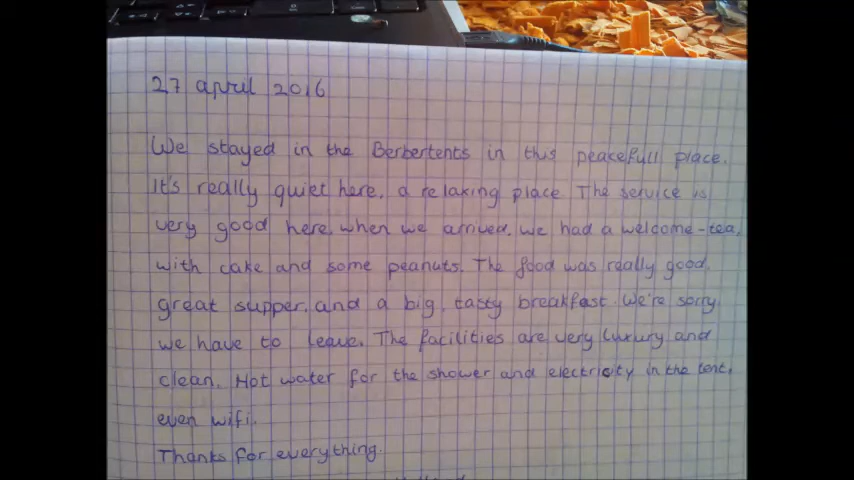 27 april 2016
We stayed in the Berbertents in this peacefull place.
It's really quiet here, a relaxing place The service is
very good here, when we arrived, we had a welcome-tea,
with cake and some peanuts. The food was really good,
great supper, and a big, tasty breakfast. We're sorry
we have to leave. The facilities are very luxury and
clean. Hot water for the shower and electricity in the tent,
even wifi.
Thanks for everything.